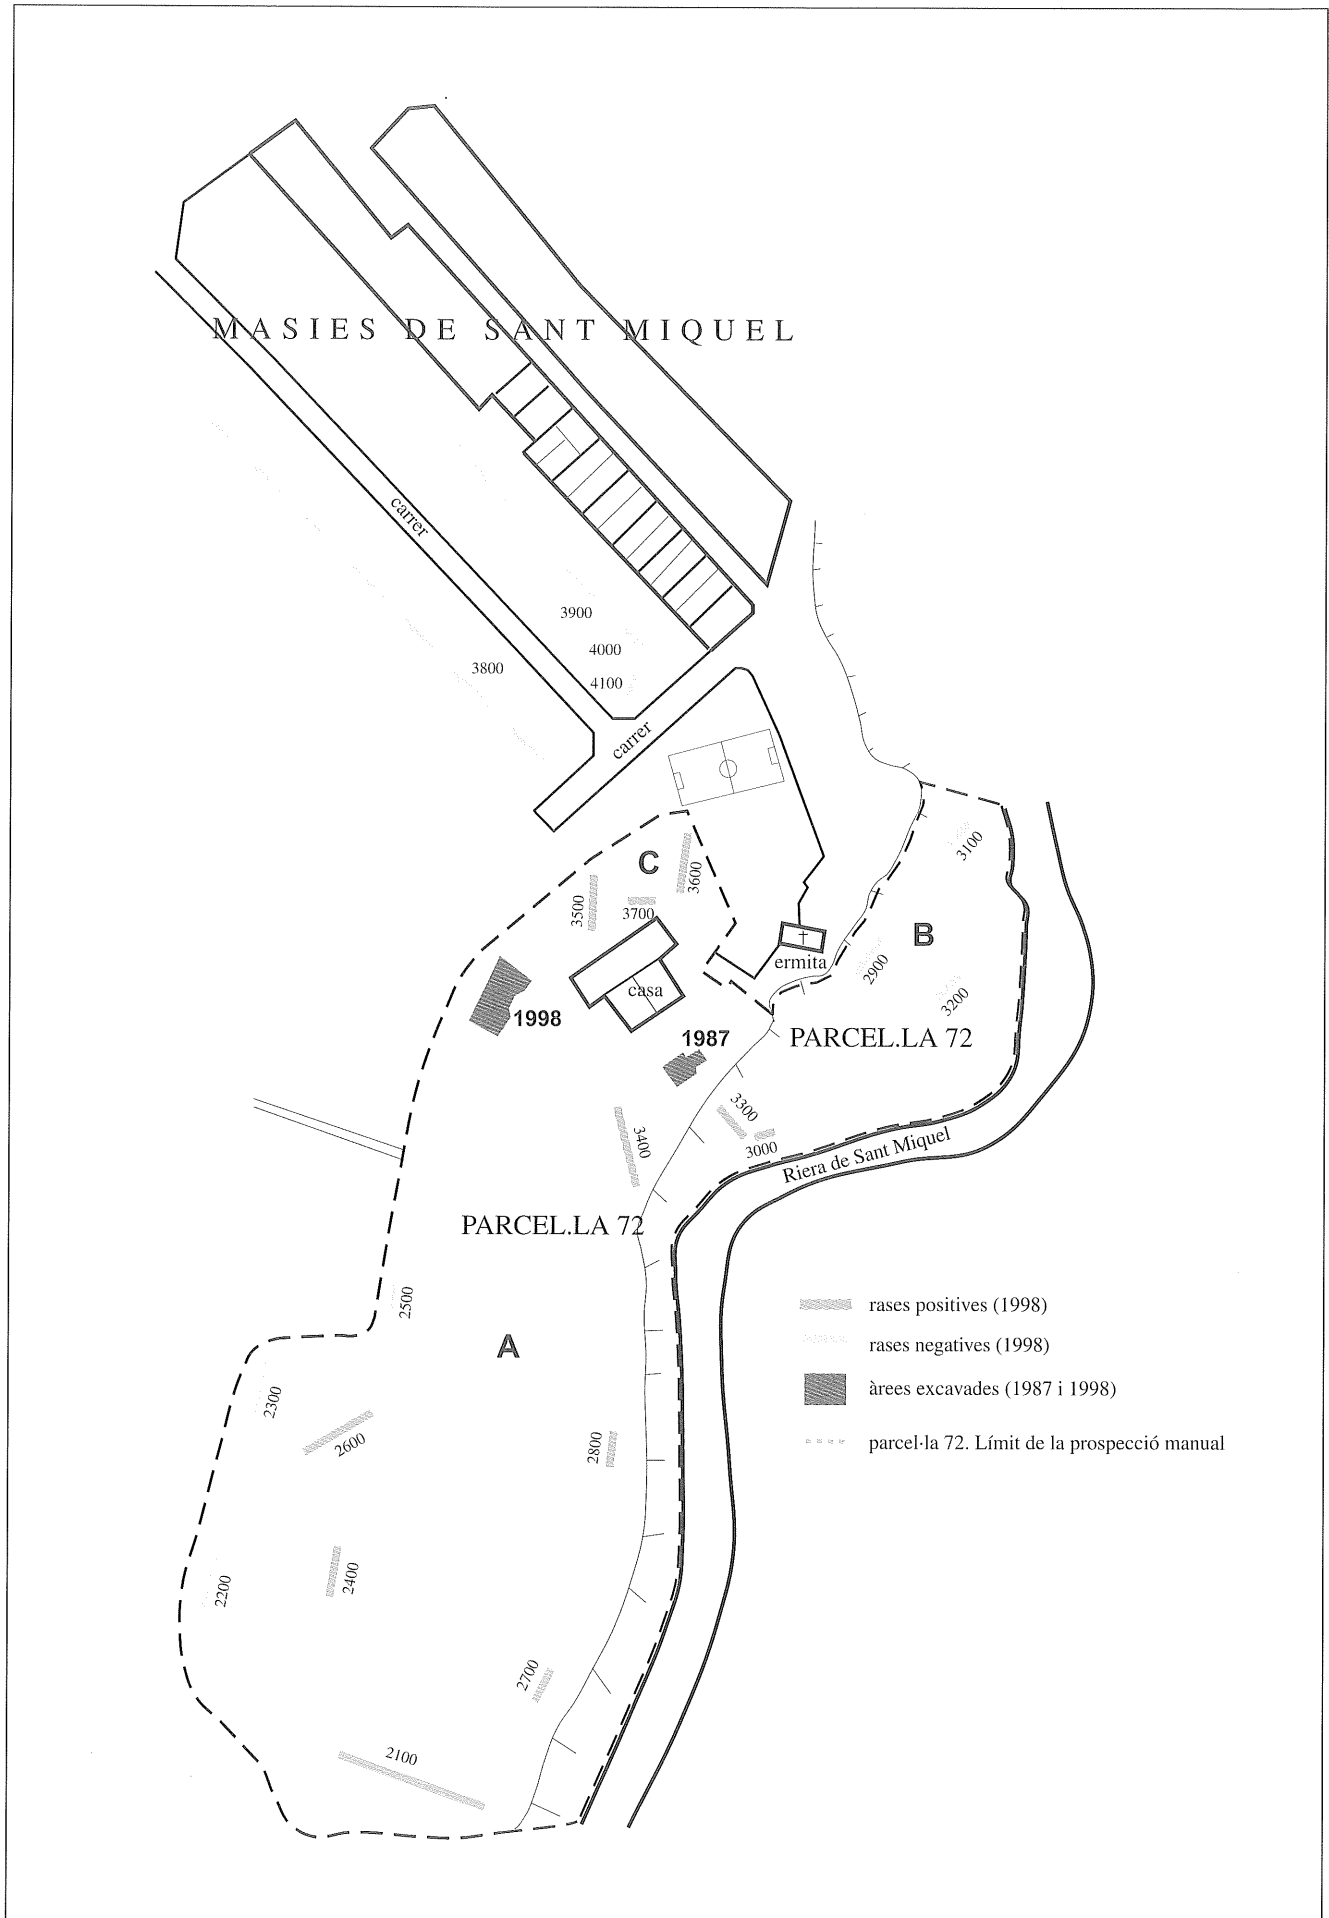 MASIES DE SANT MIQUEL
carrer
3900
4000
3800
4100
carrer
C
3600
3500
3700
3100
B
ermita
2900
casa
3200
1998
1987
PARCEL.LA 72
3300
3400
3000
Riera de Sant Miquel
PARCEL.LA 72
2500
A
2300
2600
2800
2200
2400
2700
2100
rases positives (1998)
rases negatives (1998)
àrees excavades (1987 i 1998)
parcel·la 72. Límit de la prospecció manual